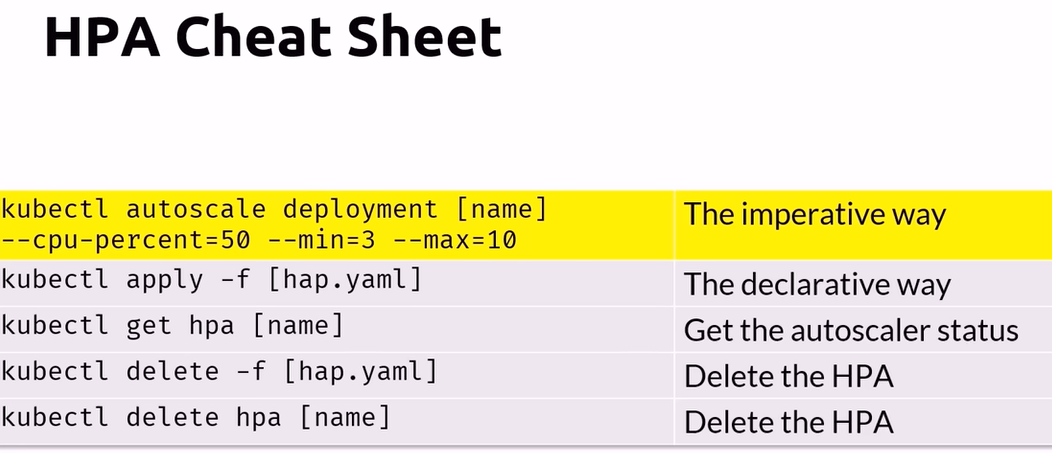 HPA Cheat Sheet
kubectl autoscale deployment [name]
--cpu-percent=50 --min=3 --max=10
The imperative way
kubectl apply -f [hap.yaml]
The declarative way
kubectl get hpa [name]
Get the autoscaler status
kubectl delete -f [hap.yaml]
Delete the HPA
kubectl delete hpa [name]
Delete the HPA